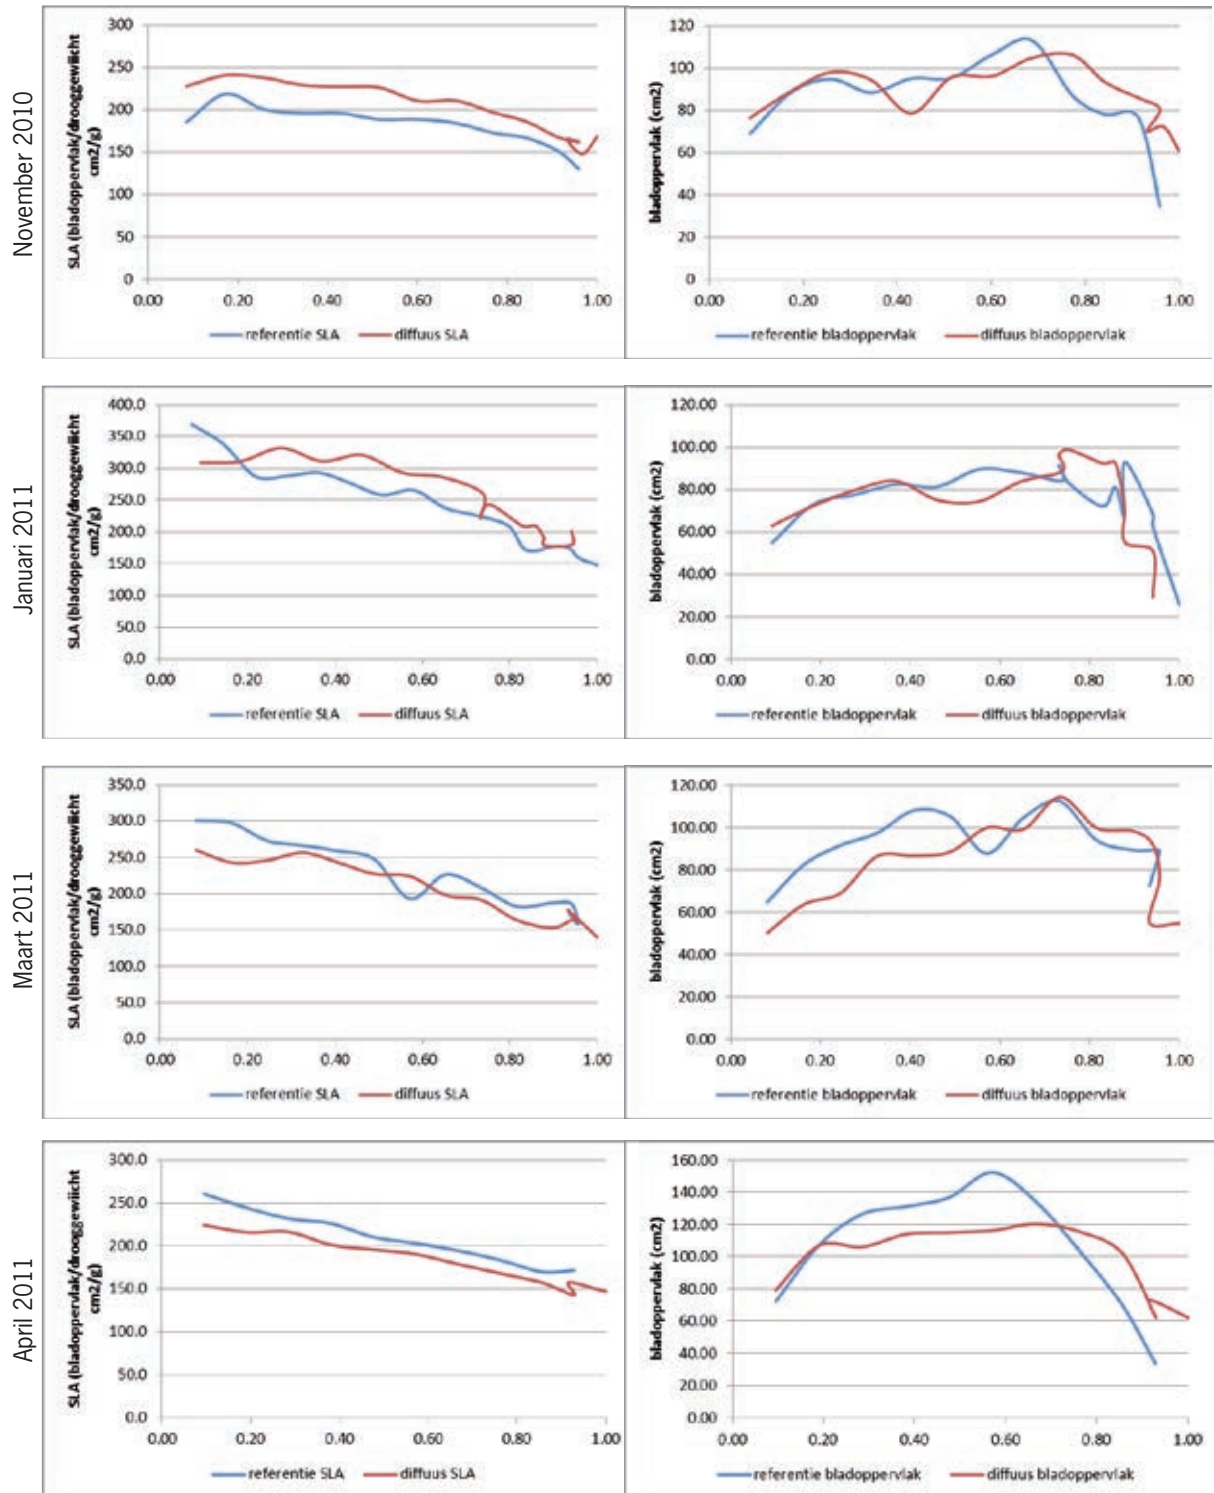 November 2010
SLA (bladoppervlak/drooggewiicht
cm2/g)
300
250
200
150
100
50
0
0.00 0.20 0.40 0.60 0.80 1.00
referentie SLA diffuus SLA
bladoppervlak (cm2)
120
100
80
60
40
20
0
0.00 0.20 0.40 0.60 0.80 1.00
referentie bladoppervlak diffuus bladoppervlak
Januari 2011
SLA (bladoppervlak/drooggewiicht
cm2/g)
400.0
350.0
300.0
250.0
200.0
150.0
100.0
50.0
0.0
0.00 0.20 0.40 0.60 0.80 1.00
referentie SLA diffuus SLA
bladoppervlak (cm2)
120.00
100.00
80.00
60.00
40.00
20.00
0.00
0.00 0.20 0.40 0.60 0.80 1.00
referentie bladoppervlak diffuus bladoppervlak
Maart 2011
SLA (bladoppervlak/drooggewiicht
cm2/g)
350.0
300.0
250.0
200.0
150.0
100.0
50.0
0.0
0.00 0.20 0.40 0.60 0.80 1.00
referentie SLA diffuus SLA
bladoppervlak (cm2)
120.00
100.00
80.00
60.00
40.00
20.00
0.00
0.00 0.20 0.40 0.60 0.80 1.00
referentie bladoppervlak diffuus bladoppervlak
April 2011
SLA (bladoppervlak/drooggewiicht
cm2/g)
300.0
250.0
200.0
150.0
100.0
50.0
0.0
0.00 0.20 0.40 0.60 0.80 1.00
referentie SLA diffuus SLA
bladoppervlak (cm2)
160.00
140.00
120.00
100.00
80.00
60.00
40.00
20.00
0.00
0.00 0.20 0.40 0.60 0.80 1.00
referentie bladoppervlak diffuus bladoppervlak